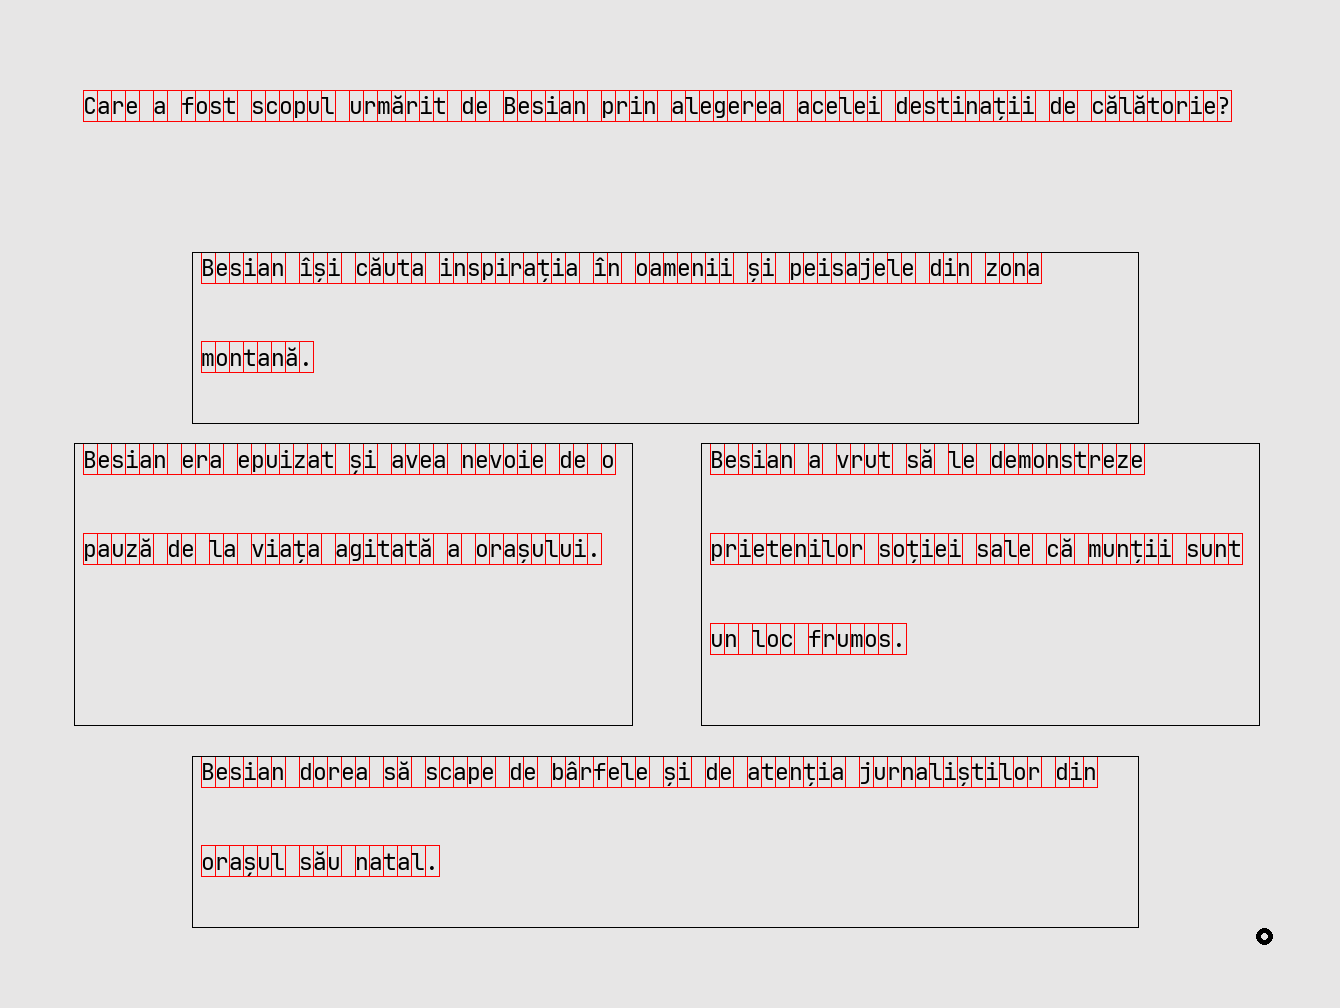 Care a fost scopul urmărit de Besian prin alegerea acelei destinații de călătorie?
Besian își căuta inspirația în oamenii și peisajele din zona
montană.
Besian era epuizat și avea nevoie de o
pauză de la viața agitată a orașului.
Besian a vrut să le demonstreze
prietenilor soției sale că munții sunt
un loc frumos.
Besian dorea să scape de bârfele și de atenția jurnaliștilor din
orașul său natal.